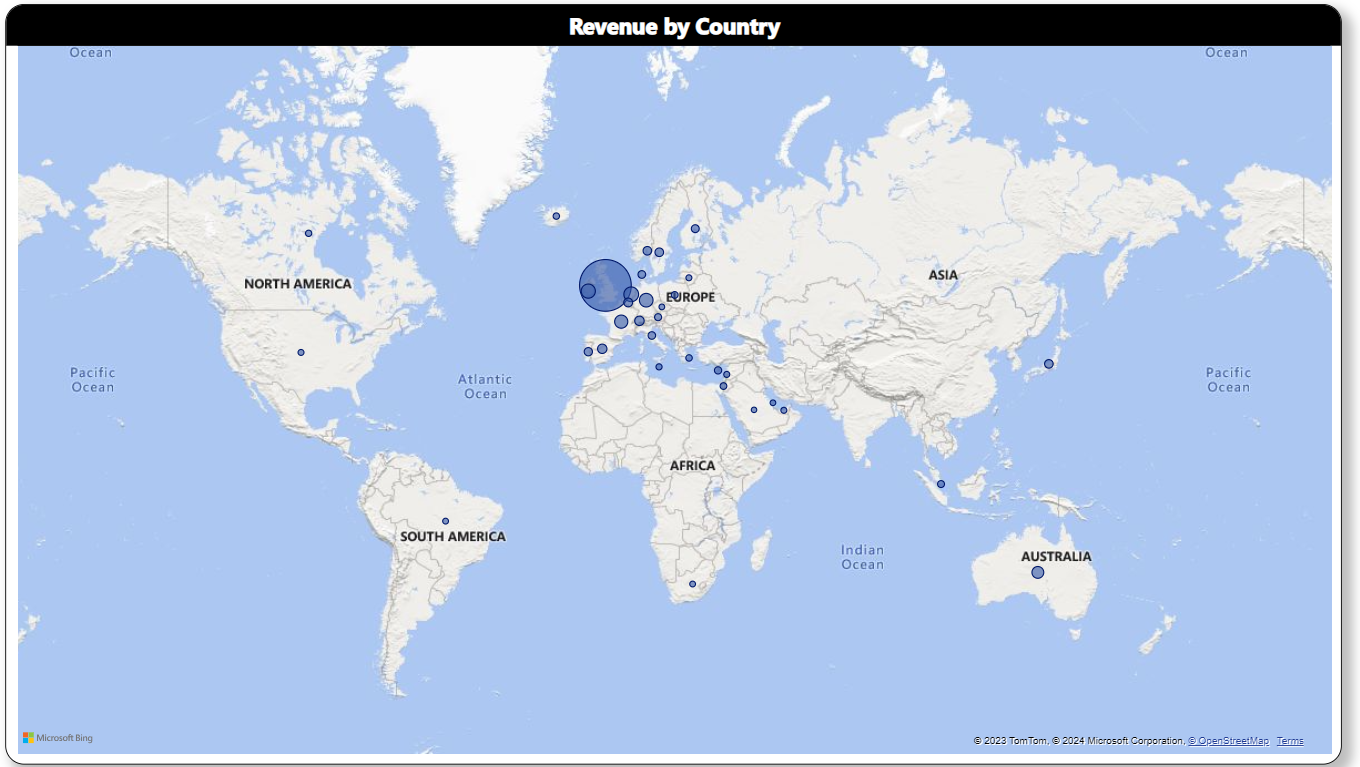 Revenue by Country
Ocean
Ocean
ASIA
NORTH AMERICA
EUROPE
Pacific
Ocean
Atlantic
Ocean
Pacific
Ocean
AFRICA
SOUTH AMERICA
Indian
Ocean
AUSTRALIA
Microsoft Bing
© 2023 TomTom, © 2024 Microsoft Corporation, © OpenStreetMap Terms